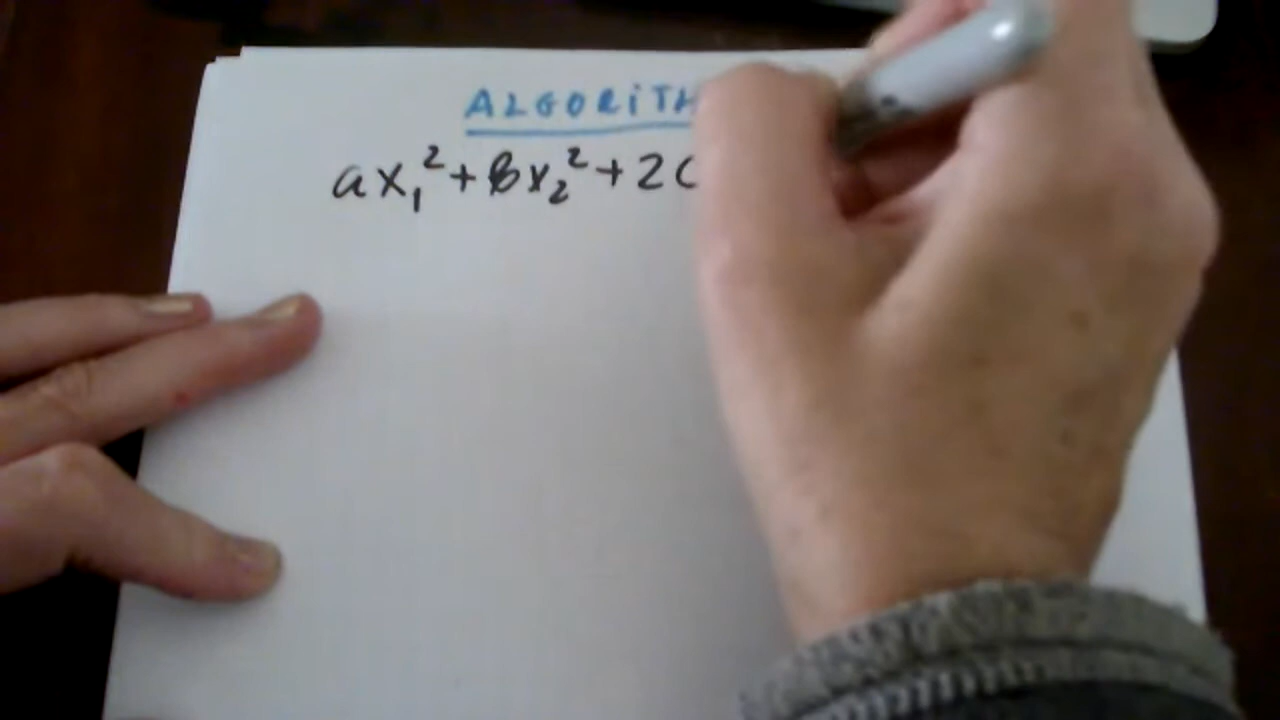 ALGORITH
ax₁² + bx₂² + 2c